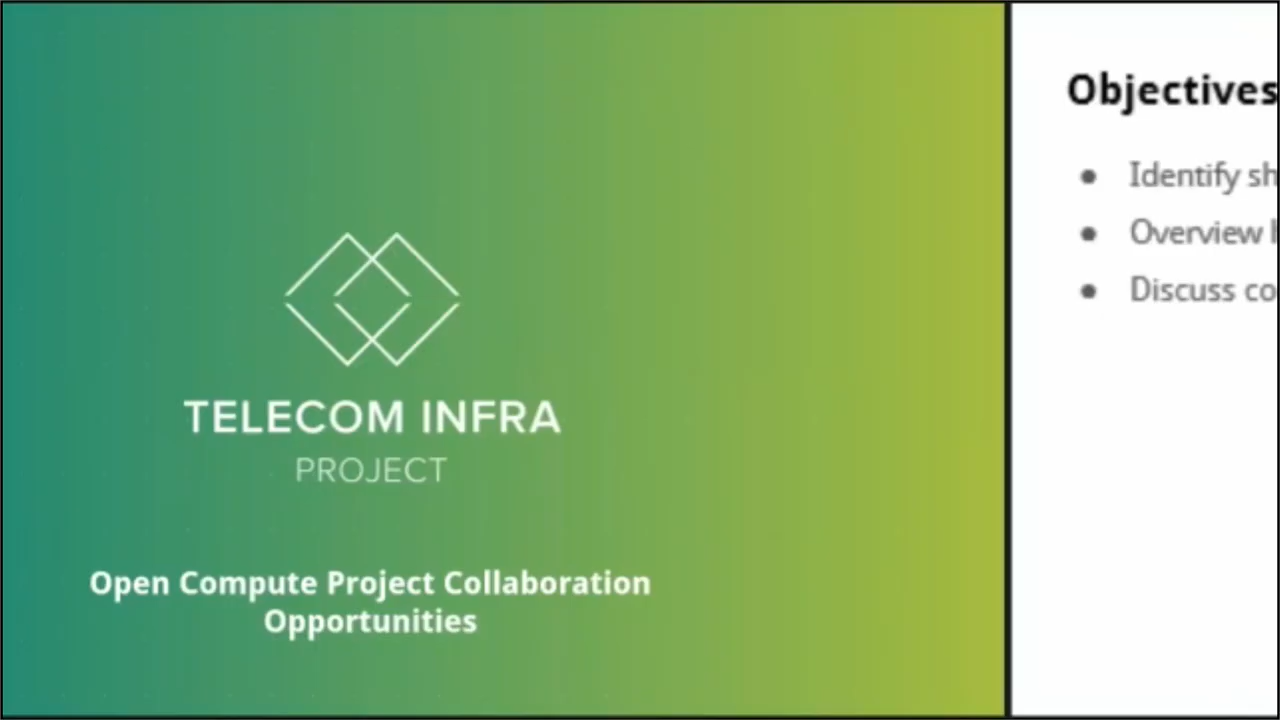 TELECOM INFRA
PROJECT
Open Compute Project Collaboration
Opportunities
Objectives
Identify
Overview
Discuss